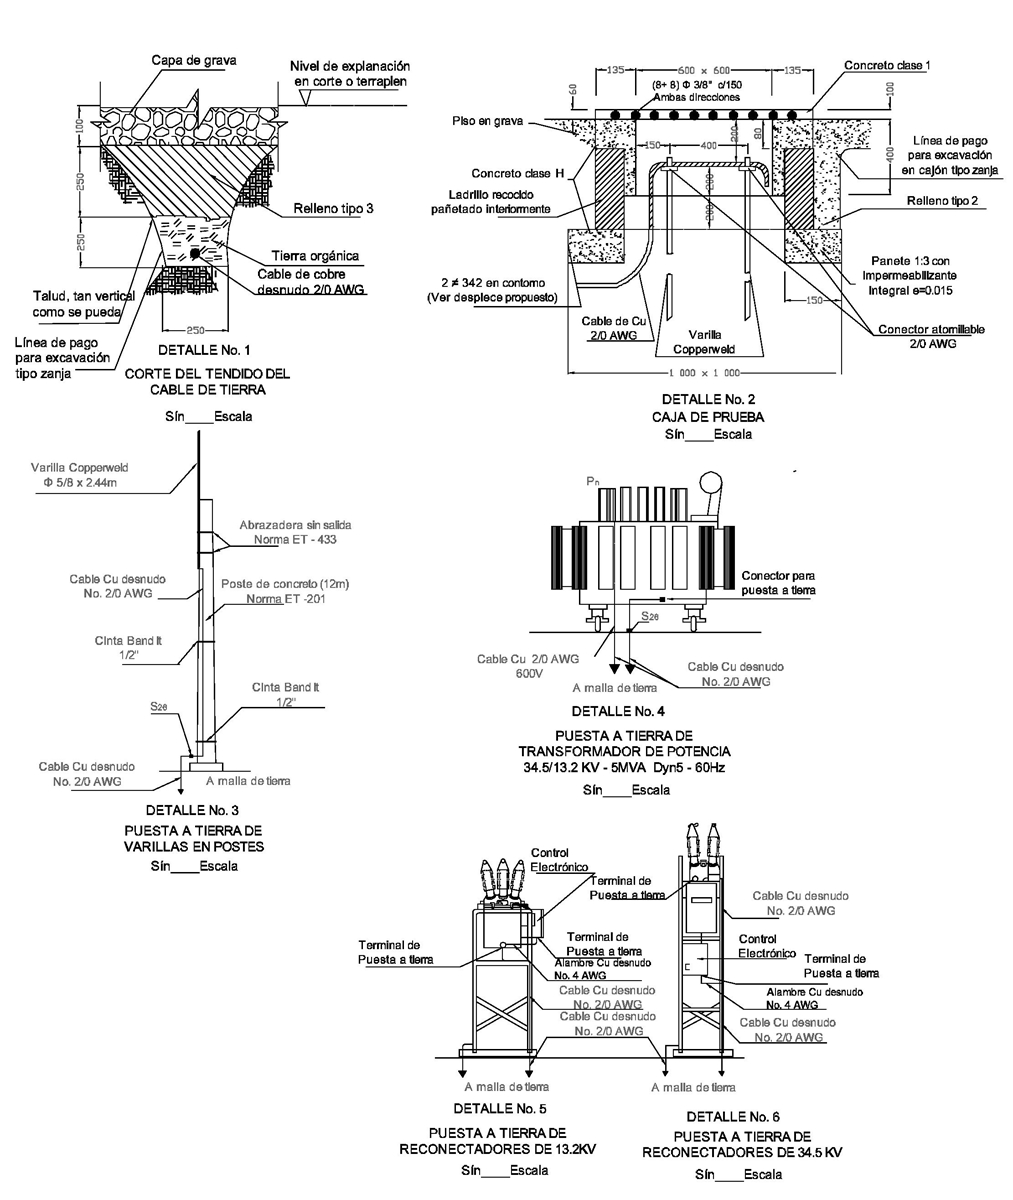 Capa de grava
Nivel de explanación
en corte o terraplen
100
250
250
Relleno tipo 3
Tierra orgánica
Cable de cobre
desnudo 2/0 AWG
Talud, tan vertical
como se pueda
250
Línea de pago
para excavación
tipo zanja
DETALLE No. 1
CORTE DEL TENDIDO DEL
CABLE DE TIERRA
Sín____Escala
135
600 x 600
135
Concreto clase 1
(8+ 8) Φ 3/8" c/150
Ambas direcciones
60
100
Piso en grava
200
80
150
400
400
Línea de pago
para excavación
en cajón tipo zanja
Concreto clase H
Ladrillo recocido
pañetado interiormente
200
200
Relleno tipo 2
2 ≠ 342 en contorno
(Ver despiece propuesto)
Panete 1:3 con
Impermeabilizante
Integral e=0.015
150
Cable de Cu
2/0 AWG
Varilla
Copperweld
Conector atornillable
2/0 AWG
1 000 x 1 000
DETALLE No. 2
CAJA DE PRUEBA
Sín____Escala
Varilla Copperweld
Φ 5/8 x 2.44m
Abrazadera sin salida
Norma ET - 433
Cable Cu desnudo
No. 2/0 AWG
Poste de concreto (12m)
Norma ET -201
Cinta Band It
1/2"
Cinta Band It
1/2"
S26
Cable Cu desnudo
No. 2/0 AWG
A malla de tierra
DETALLE No. 3
PUESTA A TIERRA DE
VARILLAS EN POSTES
Sín____Escala
Pn
Conector para
puesta a tierra
S26
Cable Cu 2/0 AWG
600V
Cable Cu desnudo
No. 2/0 AWG
A malla de tierra
DETALLE No. 4
PUESTA A TIERRA DE
TRANSFORMADOR DE POTENCIA
34.5/13.2 KV - 5MVA Dyn5 - 60Hz
Sín____Escala
Control
Electrónico
Terminal de
Puesta a tierra
Terminal de
Puesta a tierra
Alambre Cu desnudo
No. 4 AWG
Cable Cu desnudo
No. 2/0 AWG
Cable Cu desnudo
No. 2/0 AWG
A malla de tierra
DETALLE No. 5
PUESTA A TIERRA DE
RECONECTADORES DE 13.2KV
Sín____Escala
Terminal de
Puesta a tierra
Cable Cu desnudo
No. 2/0 AWG
Control
Electrónico
Terminal de
Puesta a tierra
Alambre Cu desnudo
No. 4 AWG
Cable Cu desnudo
No. 2/0 AWG
A malla de tierra
DETALLE No. 6
PUESTA A TIERRA DE
RECONECTADORES DE 34.5 KV
Sín____Escala